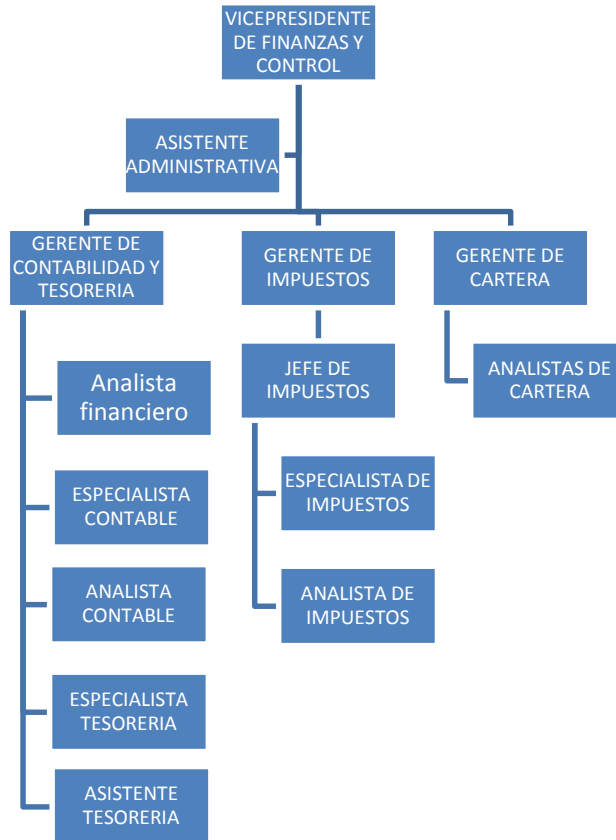 VICEPRESIDENTE
DE FINANZAS Y
CONTROL
ASISTENTE
ADMINISTRATIVA
GERENTE DE
CONTABILIDAD Y
TESORERIA
GERENTE DE
IMPUESTOS
GERENTE DE
CARTERA
Analista
financiero
JEFE DE
IMPUESTOS
ANALISTAS DE
CARTERA
ESPECIALISTA
CONTABLE
ESPECIALISTA DE
IMPUESTOS
ANALISTA
CONTABLE
ANALISTA DE
IMPUESTOS
ESPECIALISTA
TESORERIA
ASISTENTE
TESORERIA